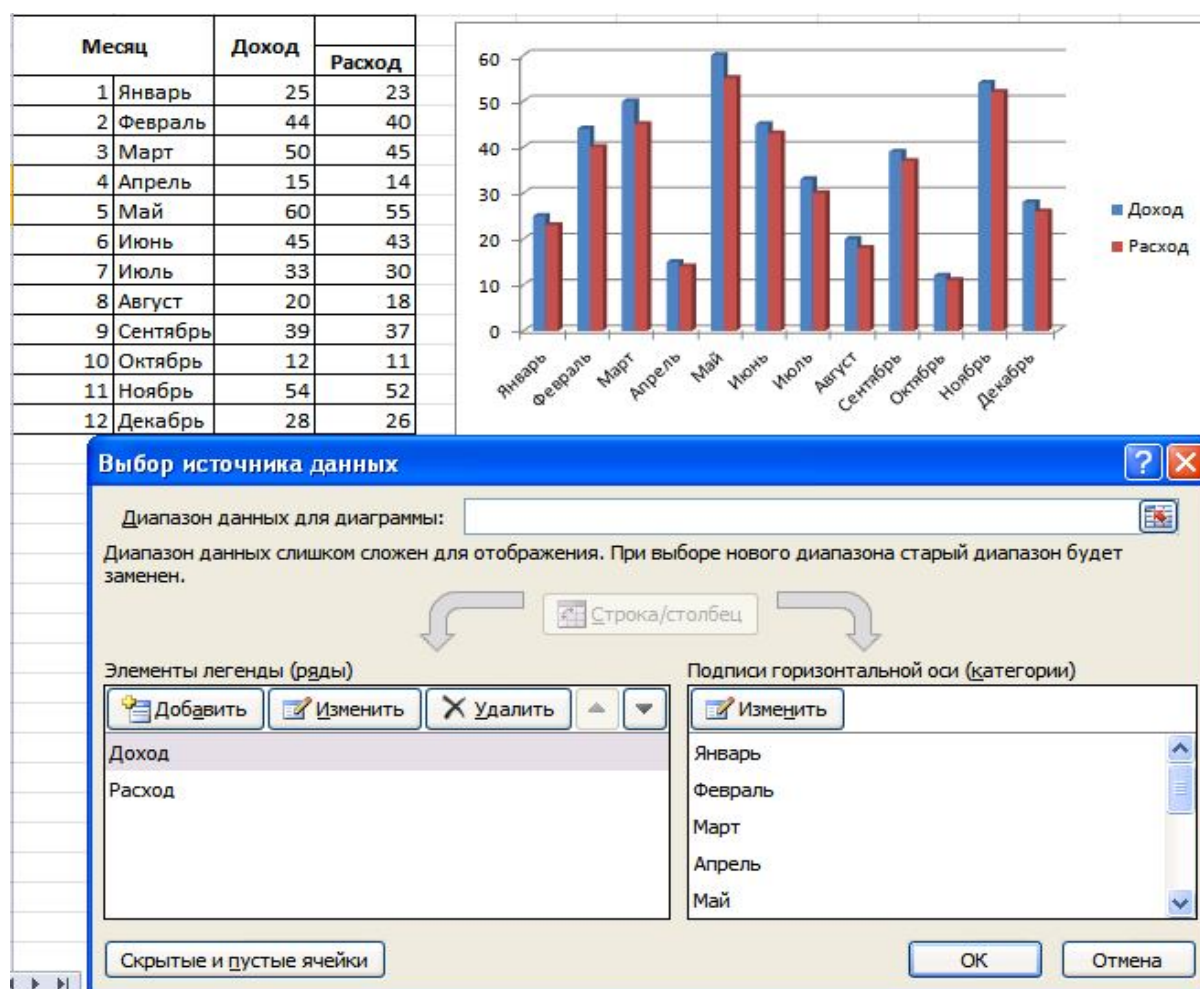 Месяц Доход
Расход
1 Январь 25 23
2 Февраль 44 40
3 Март 50 45
4 Апрель 15 14
5 Май 60 55
6 Июнь 45 43
7 Июль 33 30
8 Август 20 18
9 Сентябрь 39 37
10 Октябрь 12 11
11 Ноябрь 54 52
12 Декабрь 28 26
60
50
40
30
20
10
0
Январь Февраль Март Апрель Май Июнь Июль Август Сентябрь Октябрь Ноябрь Декабрь
Доход
Расход
Выбор источника данных
Диапазон данных для диаграммы:
Диапазон данных слишком сложен для отображения. При выборе нового диапазона старый диапазон будет
заменен.
Строка/столбец
Элементы легенды (ряды)
Добавить Изменить Удалить
Доход
Расход
Подписи горизонтальной оси (категории)
Изменить
Январь
Февраль
Март
Апрель
Май
Скрытые и пустые ячейки
ОК Отмена